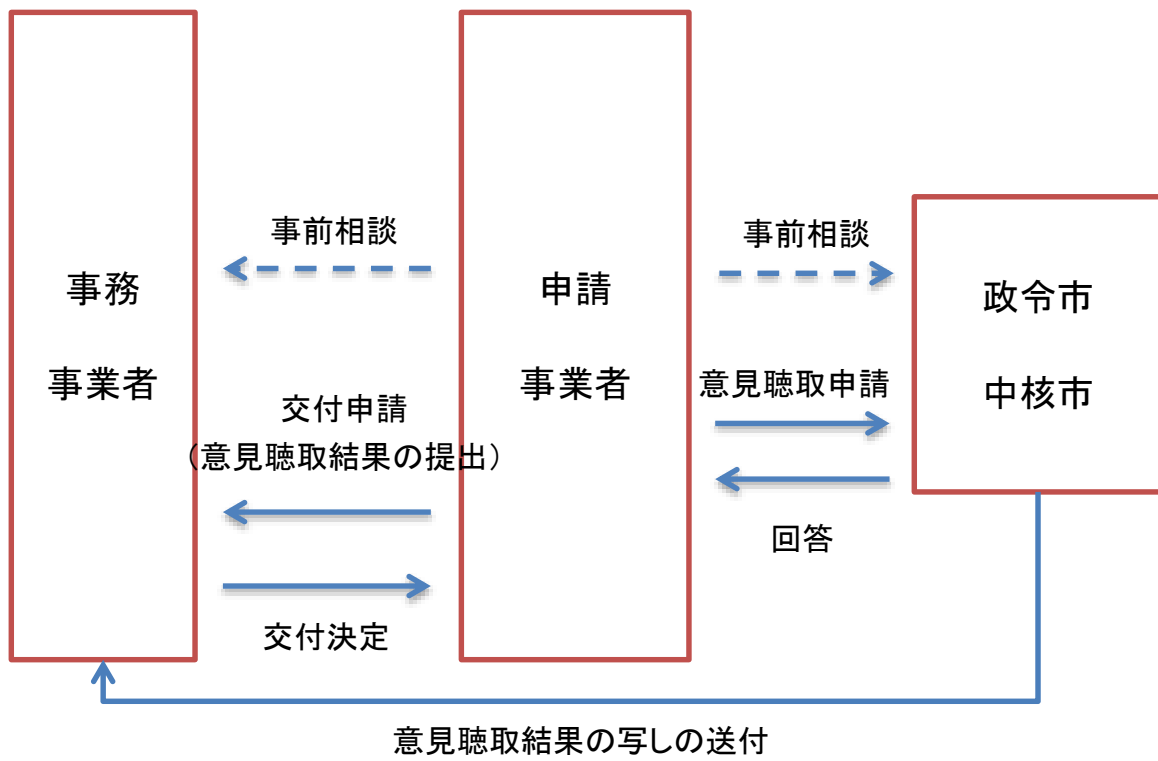 事前相談
事前相談
事務
事業者
申請
事業者
政令市
中核市
意見聴取申請
交付申請
（意見聴取結果の提出）
回答
交付決定
意見聴取結果の写しの送付